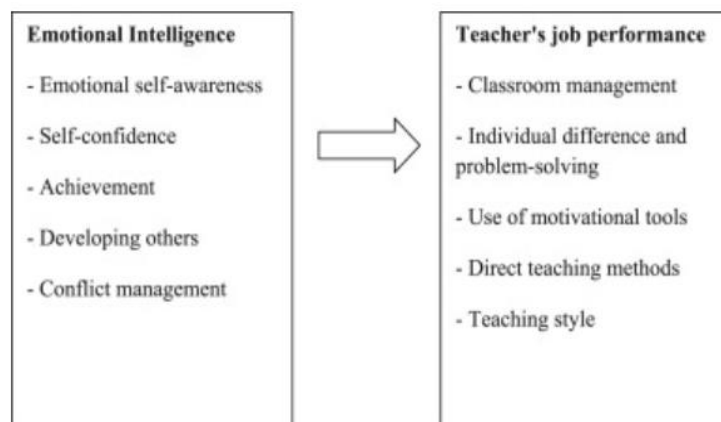 Emotional Intelligence
- Emotional self-awareness
- Self-confidence
- Achievement
- Developing others
- Conflict management
Teacher's job performance
- Classroom management
- Individual difference and
problem-solving
- Use of motivational tools
- Direct teaching methods
- Teaching style